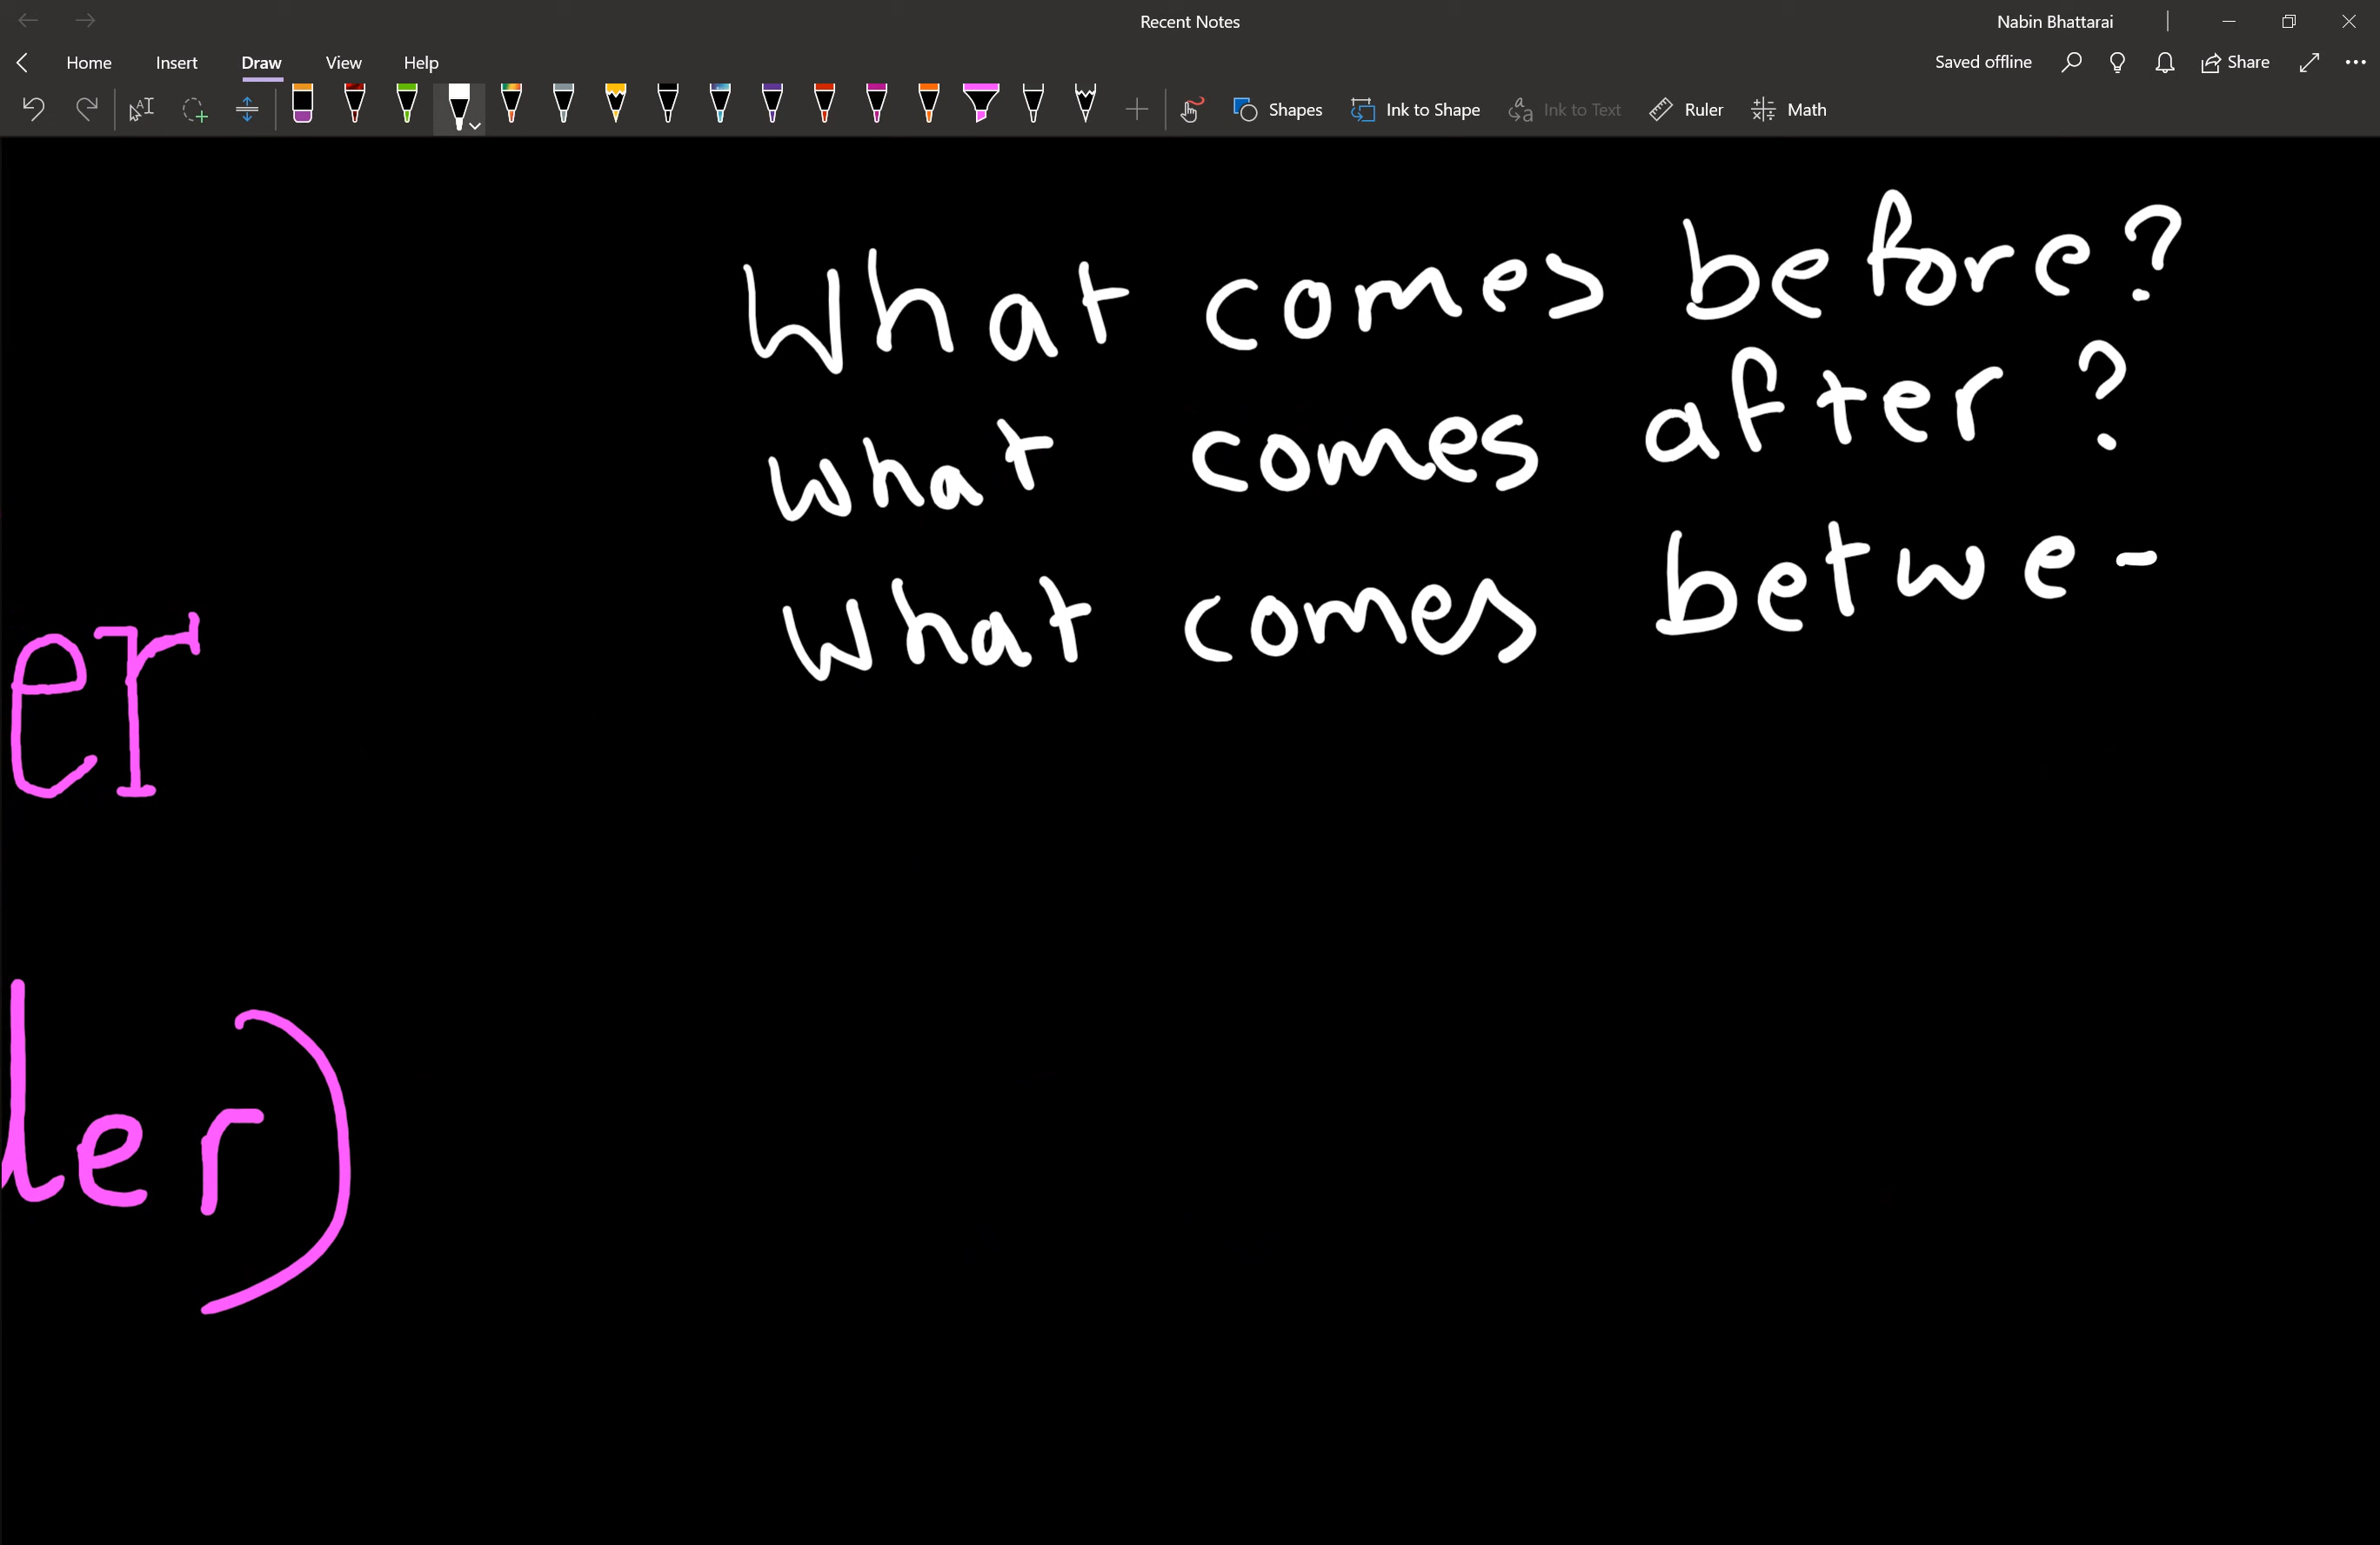 Recent Notes
Nabin Bhattarai
Home Insert Draw View Help
Saved offline
Share
Shapes Ink to Shape Ink to Text Ruler Math
What comes before?
what comes after?
What comes betwe-
er
ler)